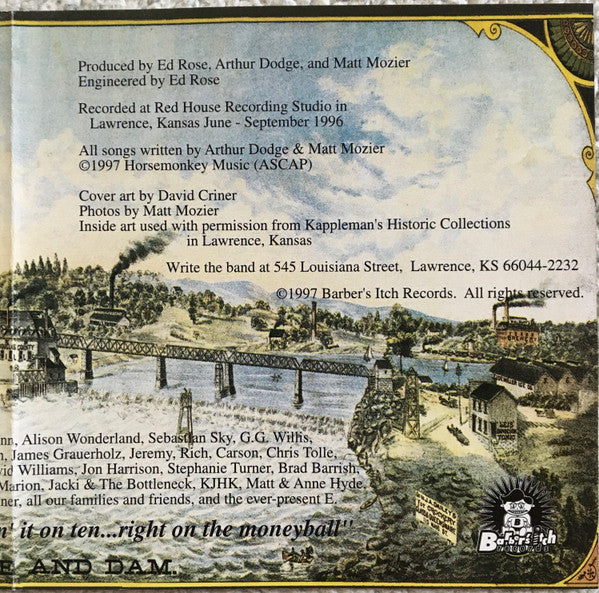 Produced by Ed Rose, Arthur Dodge, and Matt Mozier
Engineered by Ed Rose
Recorded at Red House Recording Studio in
Lawrence, Kansas June - September 1996
All songs written by Arthur Dodge & Matt Mozier
©1997 Horsemonkey Music (ASCAP)
Cover art by David Criner
Photos by Matt Mozier
Inside art used with permission from Kappleman's Historic Collections
in Lawrence, Kansas
Write the band at 545 Louisiana Street, Lawrence, KS 66044-2232
©1997 Barber's Itch Records. All rights reserved.
nn, Alison Wonderland, Sebastian Sky, G.G. Willis,
, James Grauerholz, Jeremy, Rich, Carson, Chris Tolle,
vid Williams, Jon Harrison, Stephanie Turner, Brad Barrish,
Marion, Jacki & The Bottleneck, KJHK, Matt & Anne Hyde,
ner, all our families and friends, and the ever-present E.
n' it on ten...right on the moneyball"
E AND DAM.
Barber's Itch
records